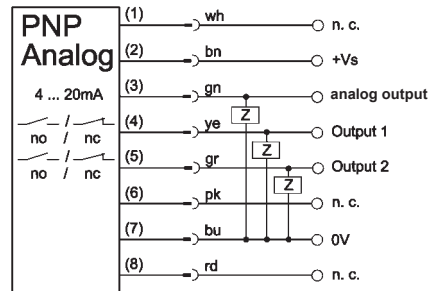 PNP
Analog
4 ... 20mA
no / nc
no / nc
(1) wh n. c.
(2) bn +Vs
(3) gn analog output
Z
(4) ye Output 1
Z
(5) gr Output 2
Z
(6) pk n. c.
(7) bu 0V
(8) rd n. c.